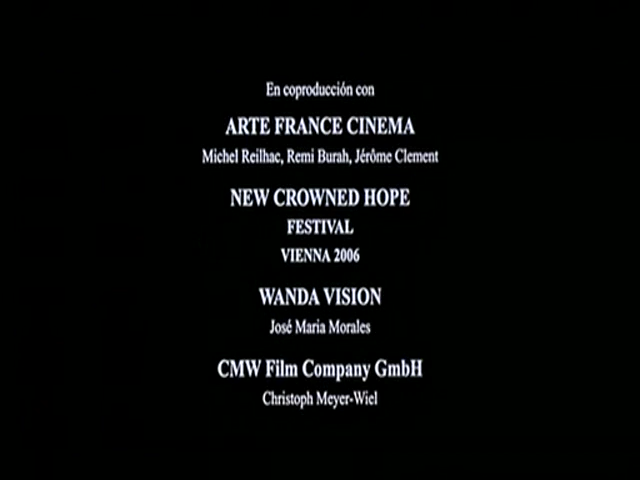 En coproducción con
ARTE FRANCE CINEMA
Michel Reilhac, Remi Burah, Jérôme Clement
NEW CROWNED HOPE
FESTIVAL
VIENNA 2006
WANDA VISION
José Maria Morales
CMW Film Company GmbH
Christoph Meyer-Wiel